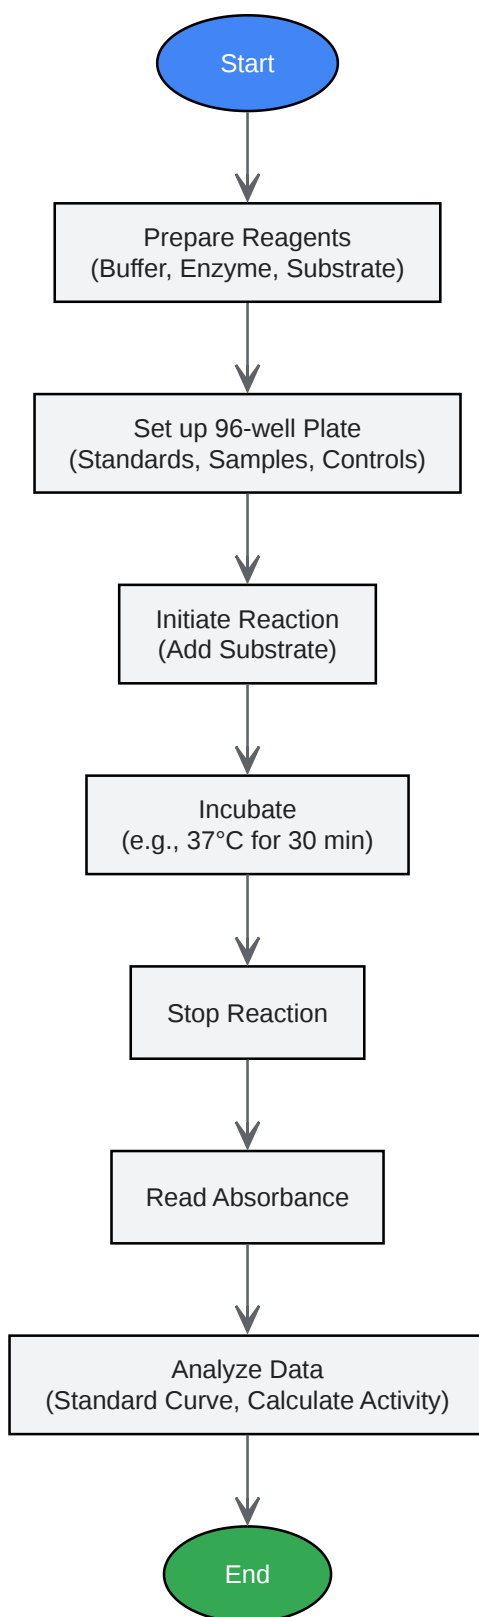 Start
Prepare Reagents
(Buffer, Enzyme, Substrate)
Set up 96-well Plate
(Standards, Samples, Controls)
Initiate Reaction
(Add Substrate)
Incubate
(e.g., 37°C for 30 min)
Stop Reaction
Read Absorbance
Analyze Data
(Standard Curve, Calculate Activity)
End